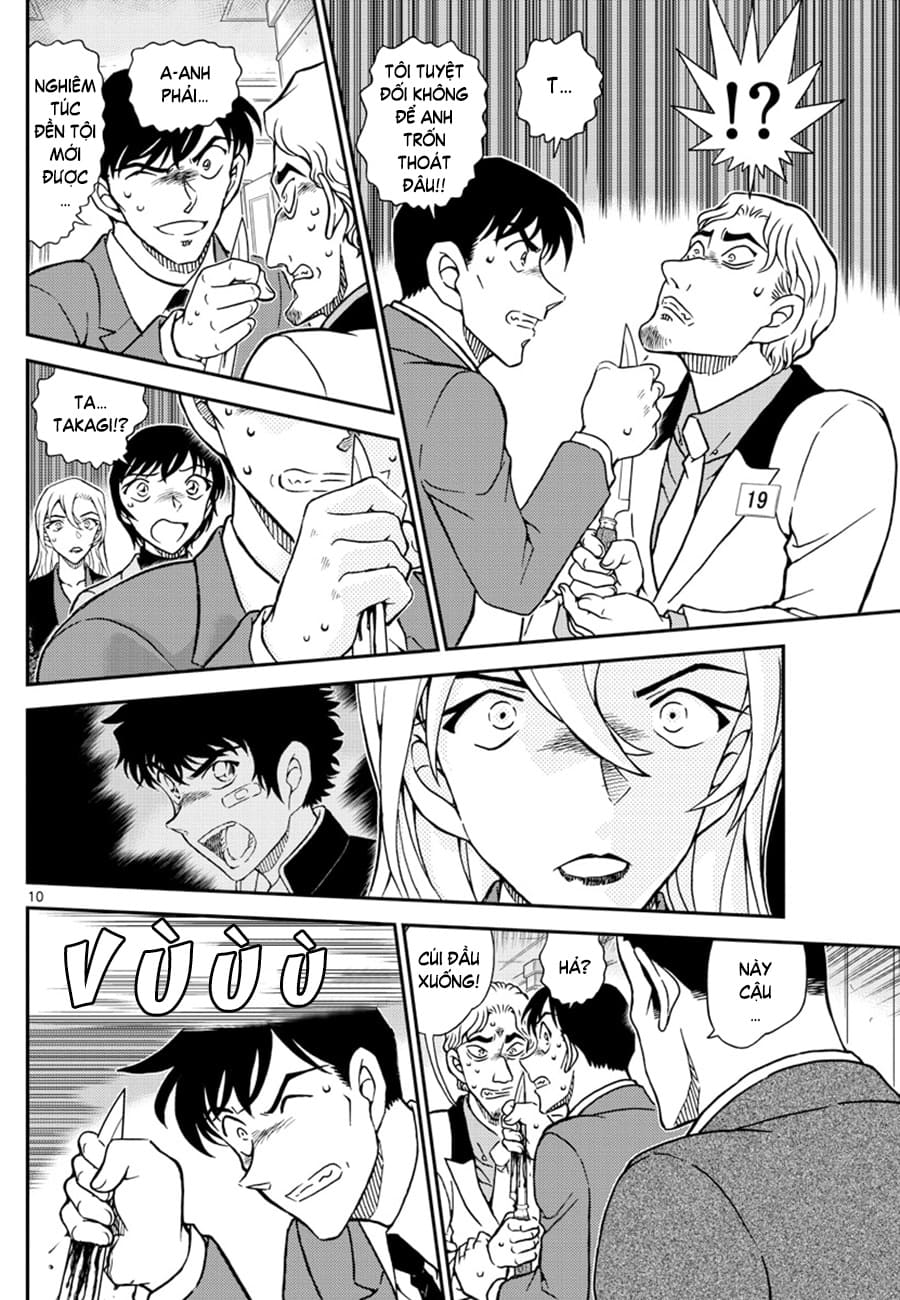 !?
T...
TÔI TUYỆT
ĐỐI KHÔNG
ĐỂ ANH
TRỐN
THOÁT
ĐÂU!!
19
A-ANH
PHẢI...
NGHIÊM
TÚC
ĐỀN TỘI
MỚI
ĐƯỢC
...
TA...
TAKAGI!?
10
NÀY
CẬU
...
HẢ?
CÚI ĐẦU
XUỐNG!
VÙÙÙ